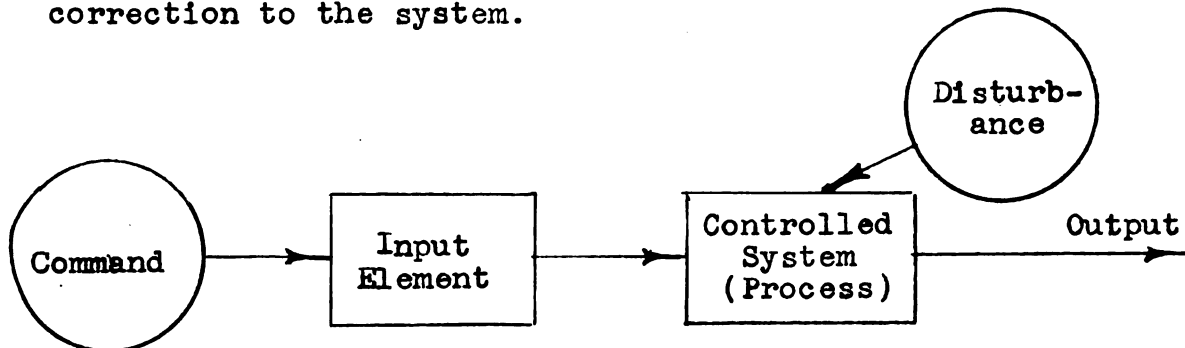 correction to the system.
Disturb-
ance
Command
Input
Element
Controlled
System
(Process)
Output